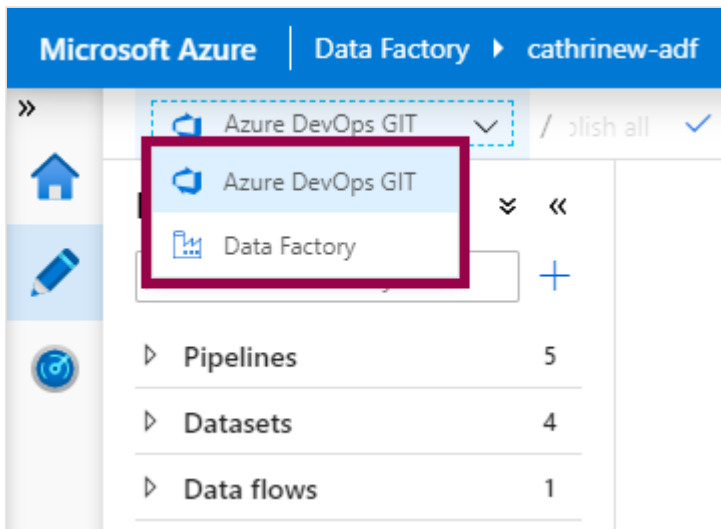 Microsoft Azure Data Factory cathrinew-adf
Azure DevOps GIT / all
Azure DevOps GIT
Data Factory
Pipelines 5
Datasets 4
Data flows 1